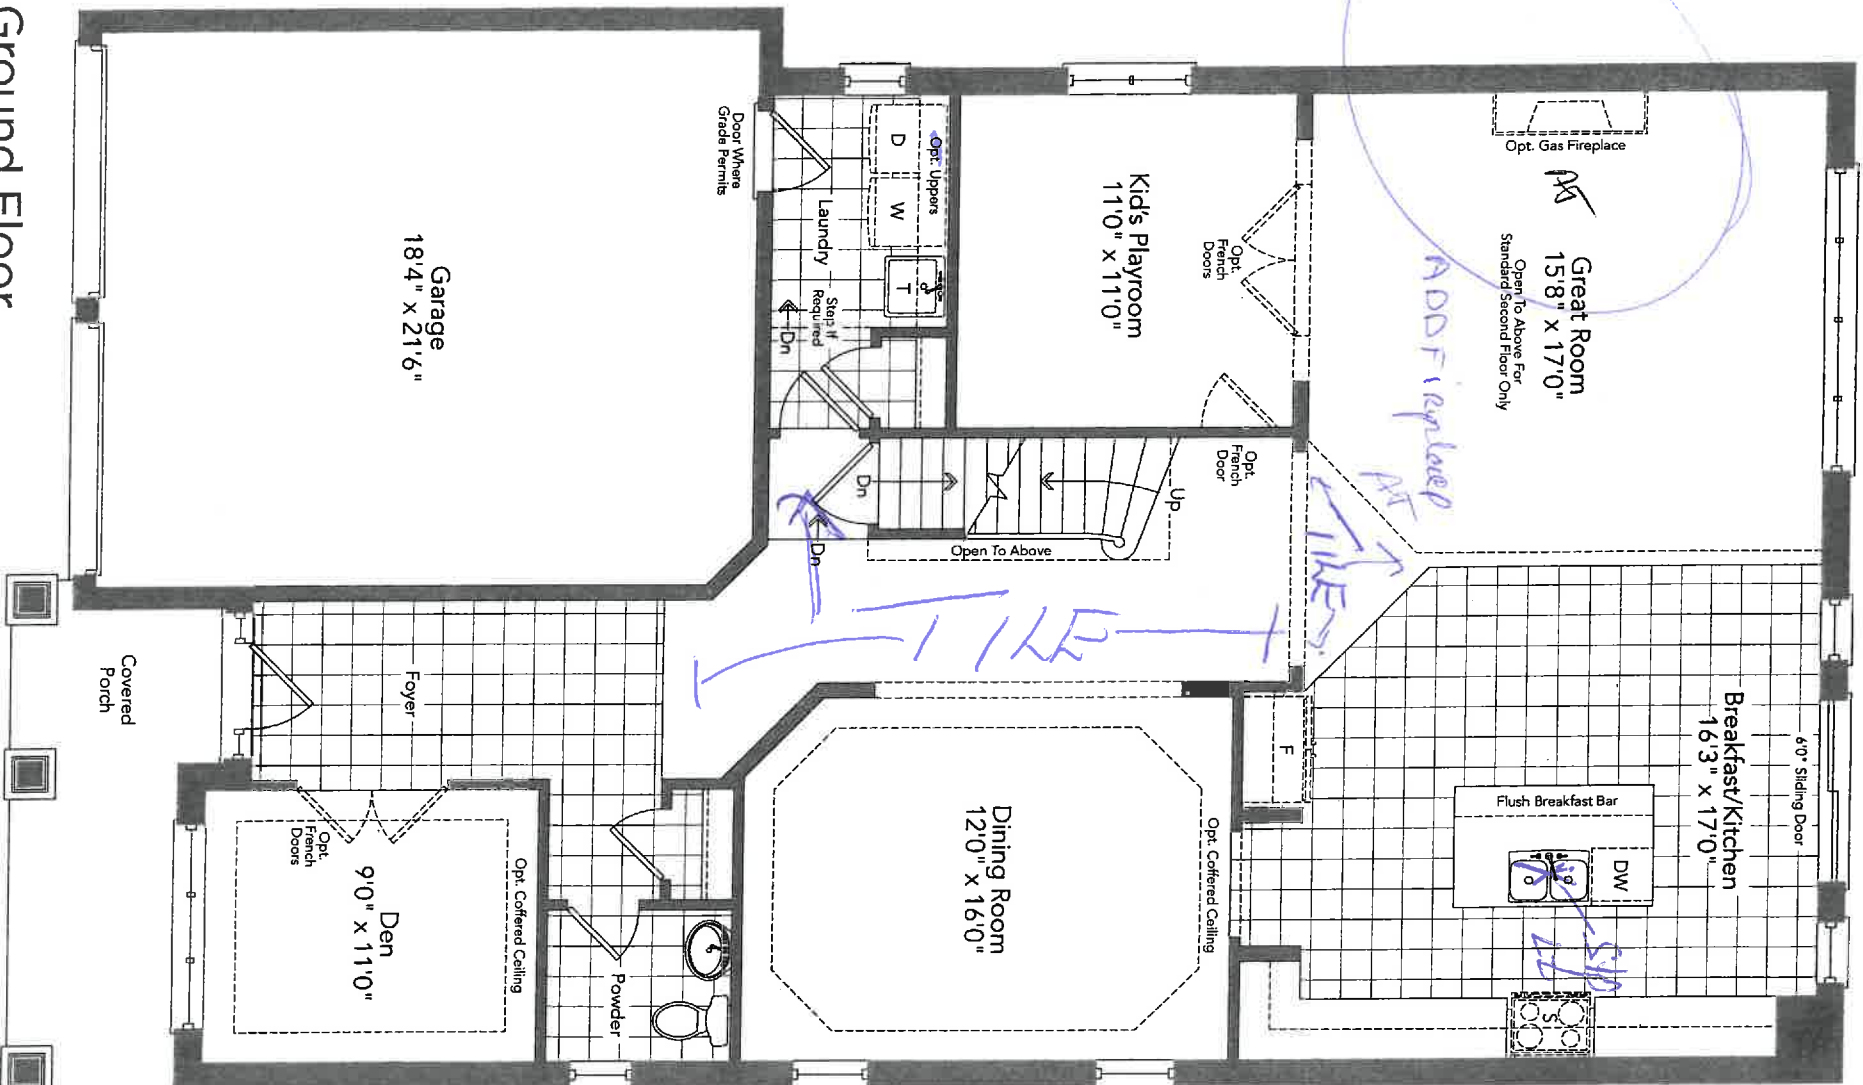 Ground Floor
Garage
18'4" x 21'6"
Door Where
Grade Permits
Covered
Porch
Foyer
Opt.
French
Doors
Den
9'0" x 11'0"
Opt. Coffered Ceiling
Powder
Laundry
D
W
T
Opt. Uppers
Step If
Required
Dn
Dn
Dn
Up
Open To Above
Kid's Playroom
11'0" x 11'0"
Opt.
French
Doors
Opt.
French
Door
TILE
TILE
Dining Room
12'0" x 16'0"
Opt. Coffered Ceiling
Great Room
15'8" x 17'0"
Open To Above For
Standard Second Floor Only
Opt. Gas Fireplace
ADD
Breakfast/Kitchen
16'3" x 17'0"
6'0" Sliding Door
Flush Breakfast Bar
DW
F
S